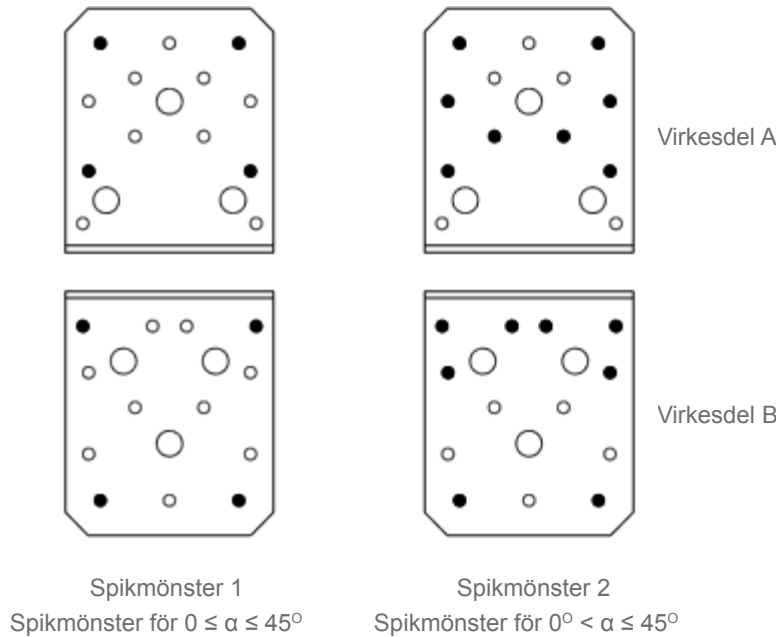 Virkesdel A
Virkesdel B
Spikmönster 1
Spikmönster för 0 ≤ α ≤ 45°
Spikmönster 2
Spikmönster för 0° < α ≤ 45°